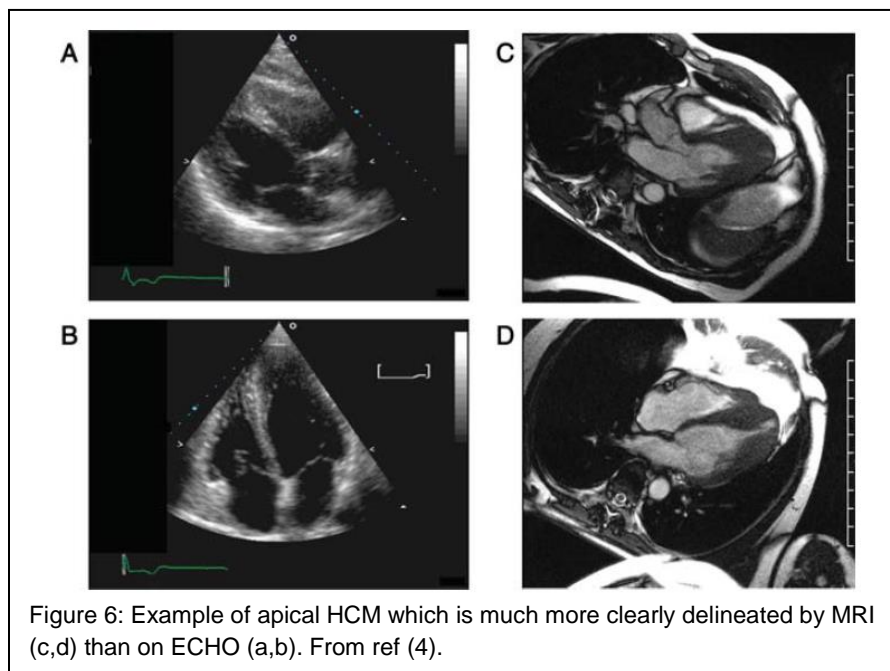 A
C
B
D
Figure 6: Example of apical HCM which is much more clearly delineated by MRI
(c,d) than on ECHO (a,b). From ref (4).